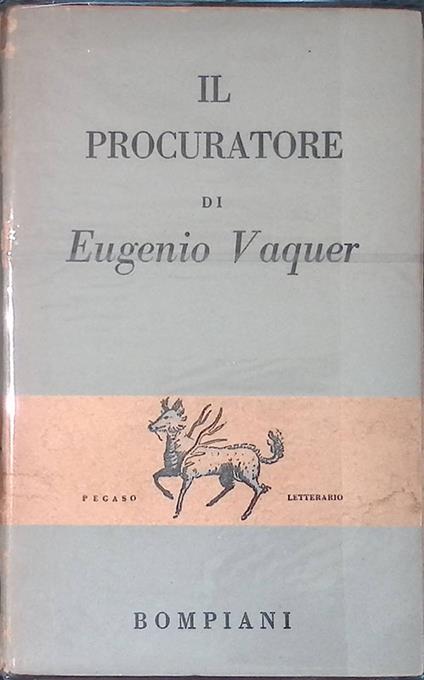 IL
PROCURATORE
DI
Eugenio Vaquer
PEGASO LETTERARIO
BOMPIANI